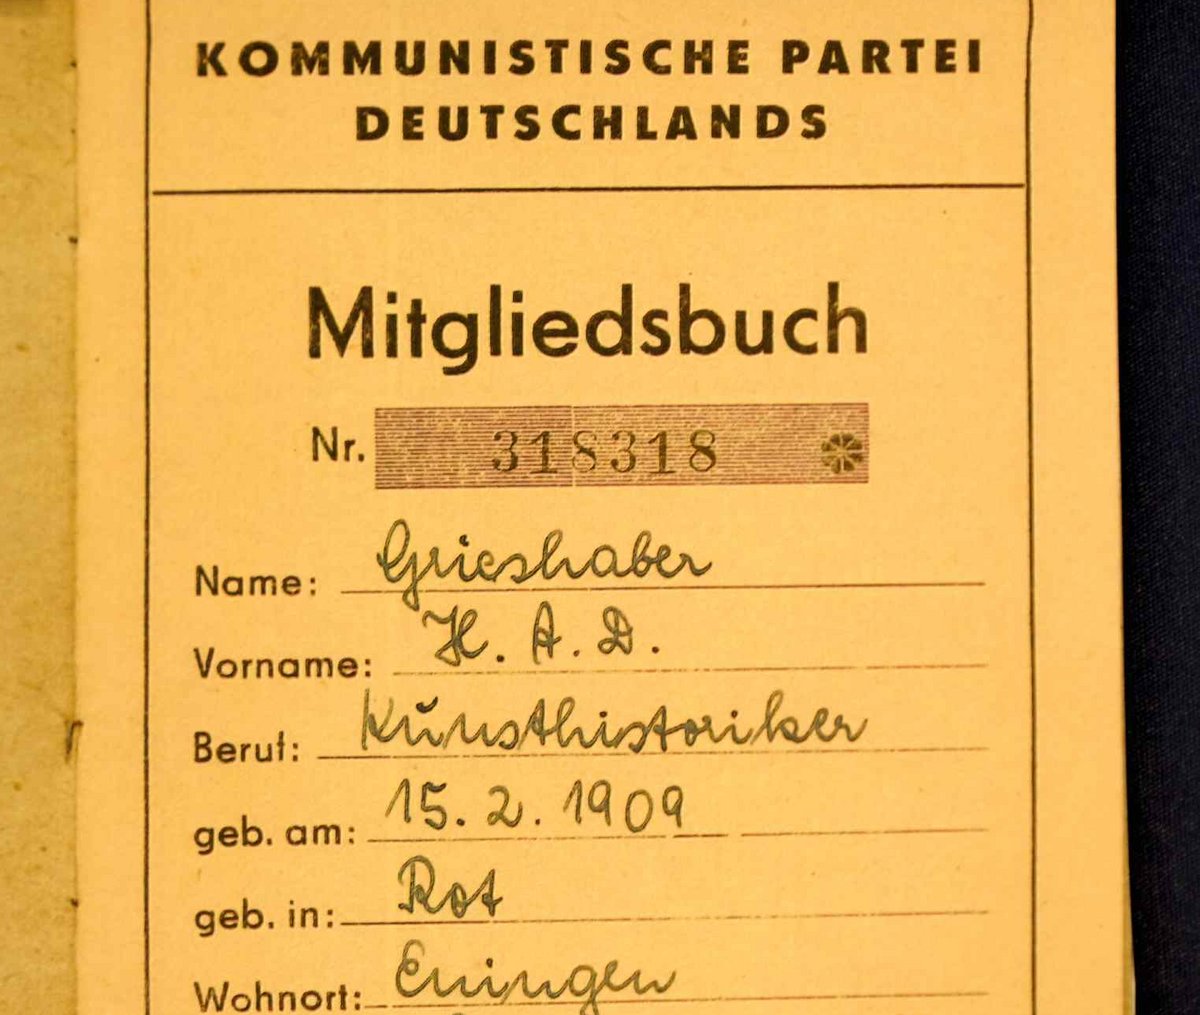 KOMMUNISTISCHE PARTEI
DEUTSCHLANDS
Mitgliedsbuch
Nr. 318318
Name: Grieshaber
Vorname: H. A. D.
Beruf: Kunsthistoriker
geb. am: 15. 2. 1909
geb. in: Rot
Wohnort: Eningen